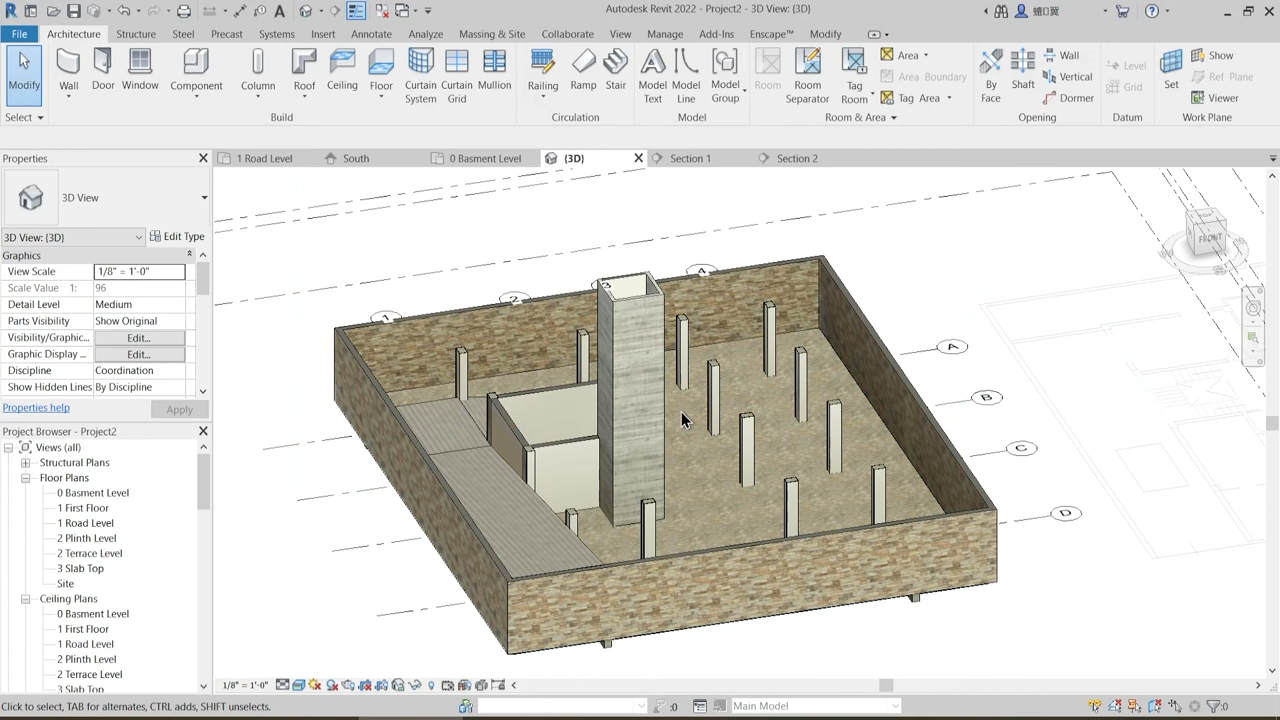 Autodesk Revit 2022 - Project2 - 3D View: {3D}
File Architecture Structure Steel Precast Systems Insert Annotate Analyze Massing & Site Collaborate View Manage Add-Ins Enscape™ Modify
Modify Wall Door Window Component Column Roof Ceiling Floor Curtain System Curtain Grid Mullion Railing Ramp Stair Model Text Model Line Model Group Room Room Separator Tag Room Area By Face Shaft Wall Level Set Show
Area Boundary Vertical Grid Ref Plane
Tag Area Dormer Viewer
Select Build Circulation Model Room & Area Opening Datum Work Plane
Properties 1 Road Level South 0 Basment Level {3D} Section 1 Section 2
3D View
3D View: {3D} Edit Type
Graphics
View Scale 1/8" = 1'-0"
Scale Value 1: 96
Detail Level Medium
Parts Visibility Show Original
Visibility/Graphic... Edit...
Graphic Display ... Edit...
Discipline Coordination
Show Hidden Lines By Discipline
Properties help Apply
Project Browser - Project2
Views (all)
Structural Plans
Floor Plans
0 Basment Level
1 First Floor
1 Road Level
2 Plinth Level
2 Terrace Level
3 Slab Top
Site
Ceiling Plans
0 Basment Level
1 First Floor
1 Road Level
2 Plinth Level
2 Terrace Level
3 Slab Top
FRONT
1 2 3 4
A
B
C
D
1/8" = 1'-0"
Click to select, TAB for alternates, CTRL adds, SHIFT unselects. :0 Main Model :0